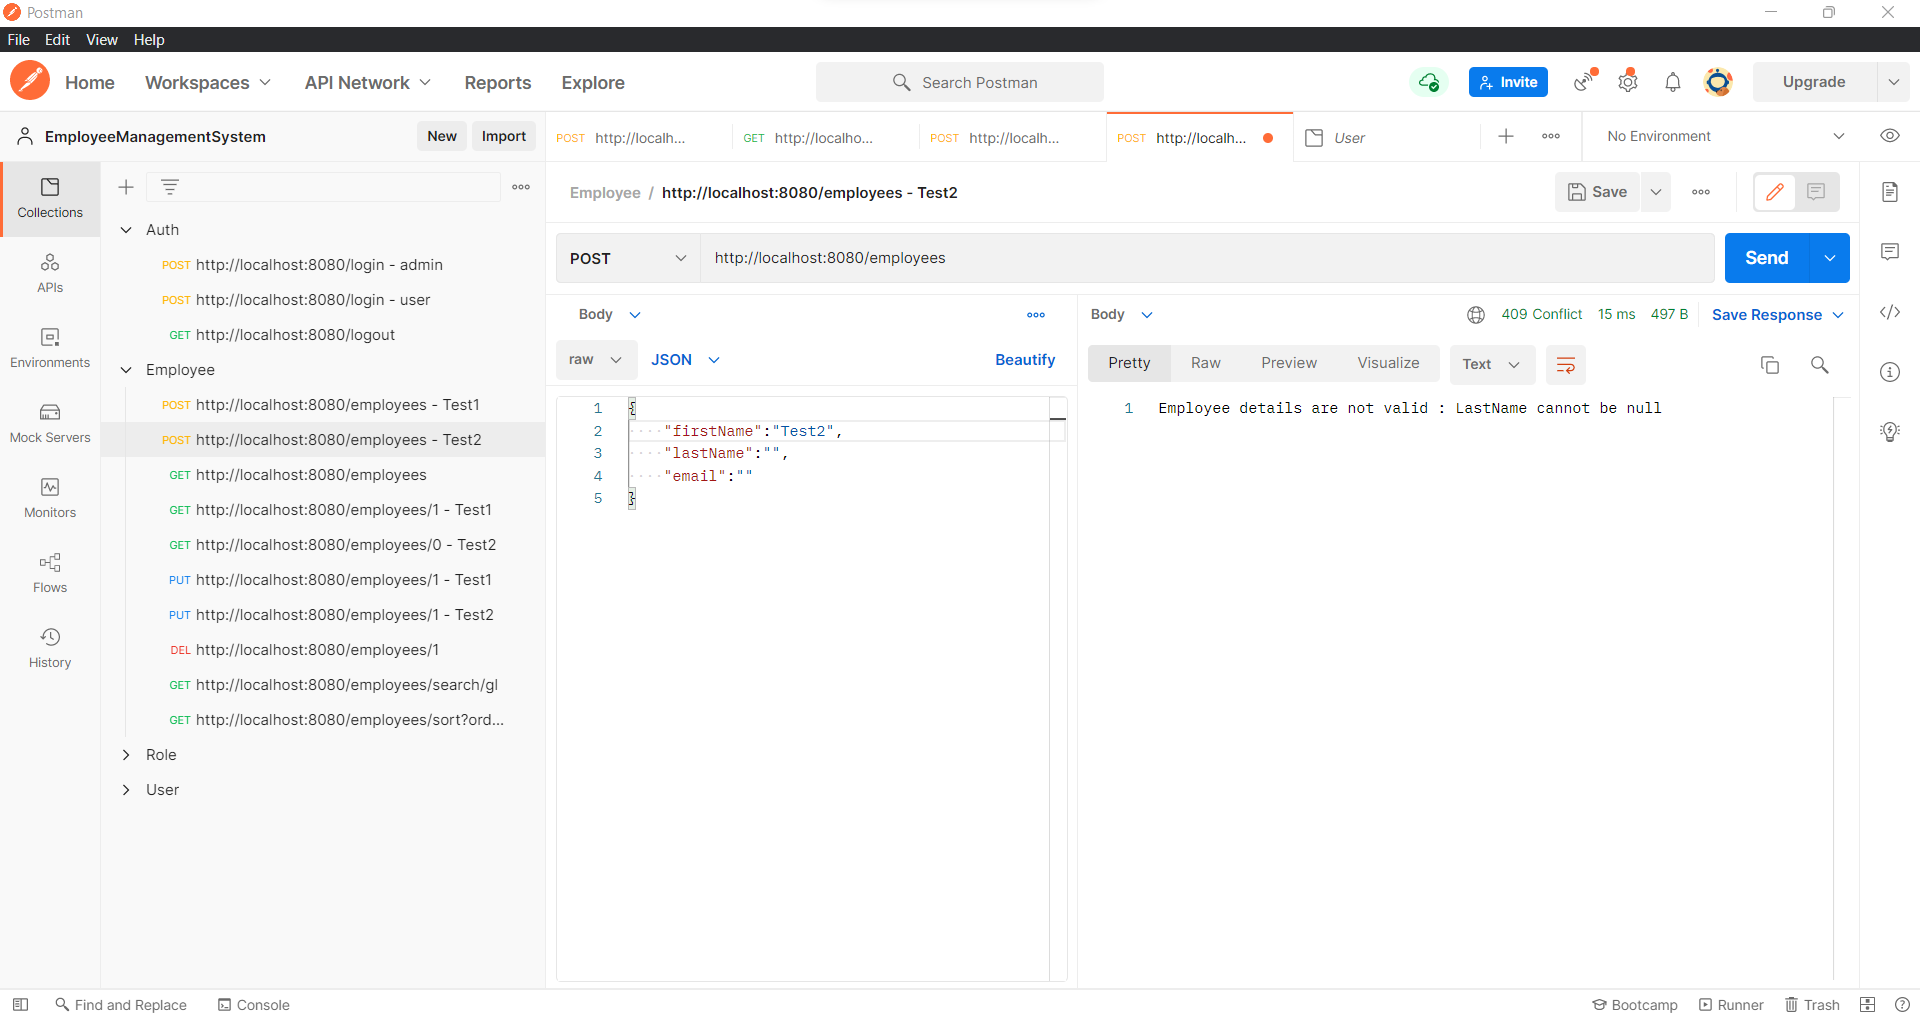 Postman
File Edit View Help
Home Workspaces API Network Reports Explore Search Postman Invite Upgrade
EmployeeManagementSystem New Import
POST http://localh... GET http://localho... POST http://localh... POST http://localh... User No Environment
Collections
APIs
Environments
Mock Servers
Monitors
Flows
History
Auth
POST http://localhost:8080/login - admin
POST http://localhost:8080/login - user
GET http://localhost:8080/logout
Employee
POST http://localhost:8080/employees - Test1
POST http://localhost:8080/employees - Test2
GET http://localhost:8080/employees
GET http://localhost:8080/employees/1 - Test1
GET http://localhost:8080/employees/0 - Test2
PUT http://localhost:8080/employees/1 - Test1
PUT http://localhost:8080/employees/1 - Test2
DEL http://localhost:8080/employees/1
GET http://localhost:8080/employees/search/gl
GET http://localhost:8080/employees/sort?ord...
Role
User
Employee / http://localhost:8080/employees - Test2 Save
POST http://localhost:8080/employees Send
Body
raw JSON Beautify
1 {
2 ····"firstName":"Test2",
3 ····"lastName":"",
4 ····"email":""
5 }
Body 409 Conflict 15 ms 497 B Save Response
Pretty Raw Preview Visualize Text
1 Employee details are not valid : LastName cannot be null
Find and Replace Console Bootcamp Runner Trash